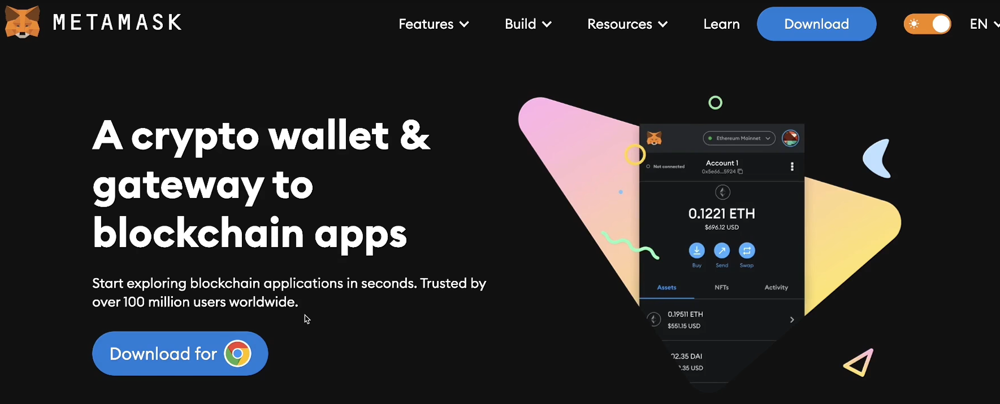 METAMASK
Features
Build
Resources
Learn
Download
EN
A crypto wallet &
gateway to
blockchain apps
Start exploring blockchain applications in seconds. Trusted by
over 100 million users worldwide.
Download for
Ethereum Mainnet
Not connected
Account 1
0x5e66...5924
0.1221 ETH
$696.12 USD
Buy
Send
Swap
Assets
NFTs
Activity
0.19511 ETH
$551.15 USD
02.35 DAI
.35 USD